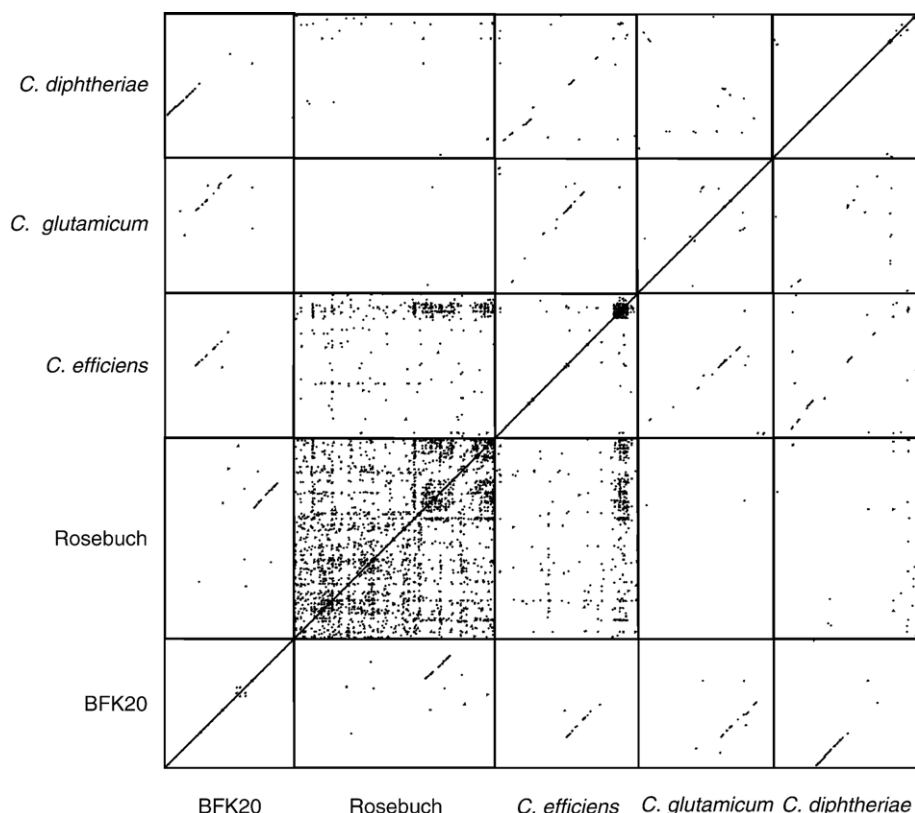 C. diphtheriae
C. glutamicum
C. efficiens
Rosebuch
BFK20
BFK20 Rosebuch C. efficiens C. glutamicum C. diphtheriae